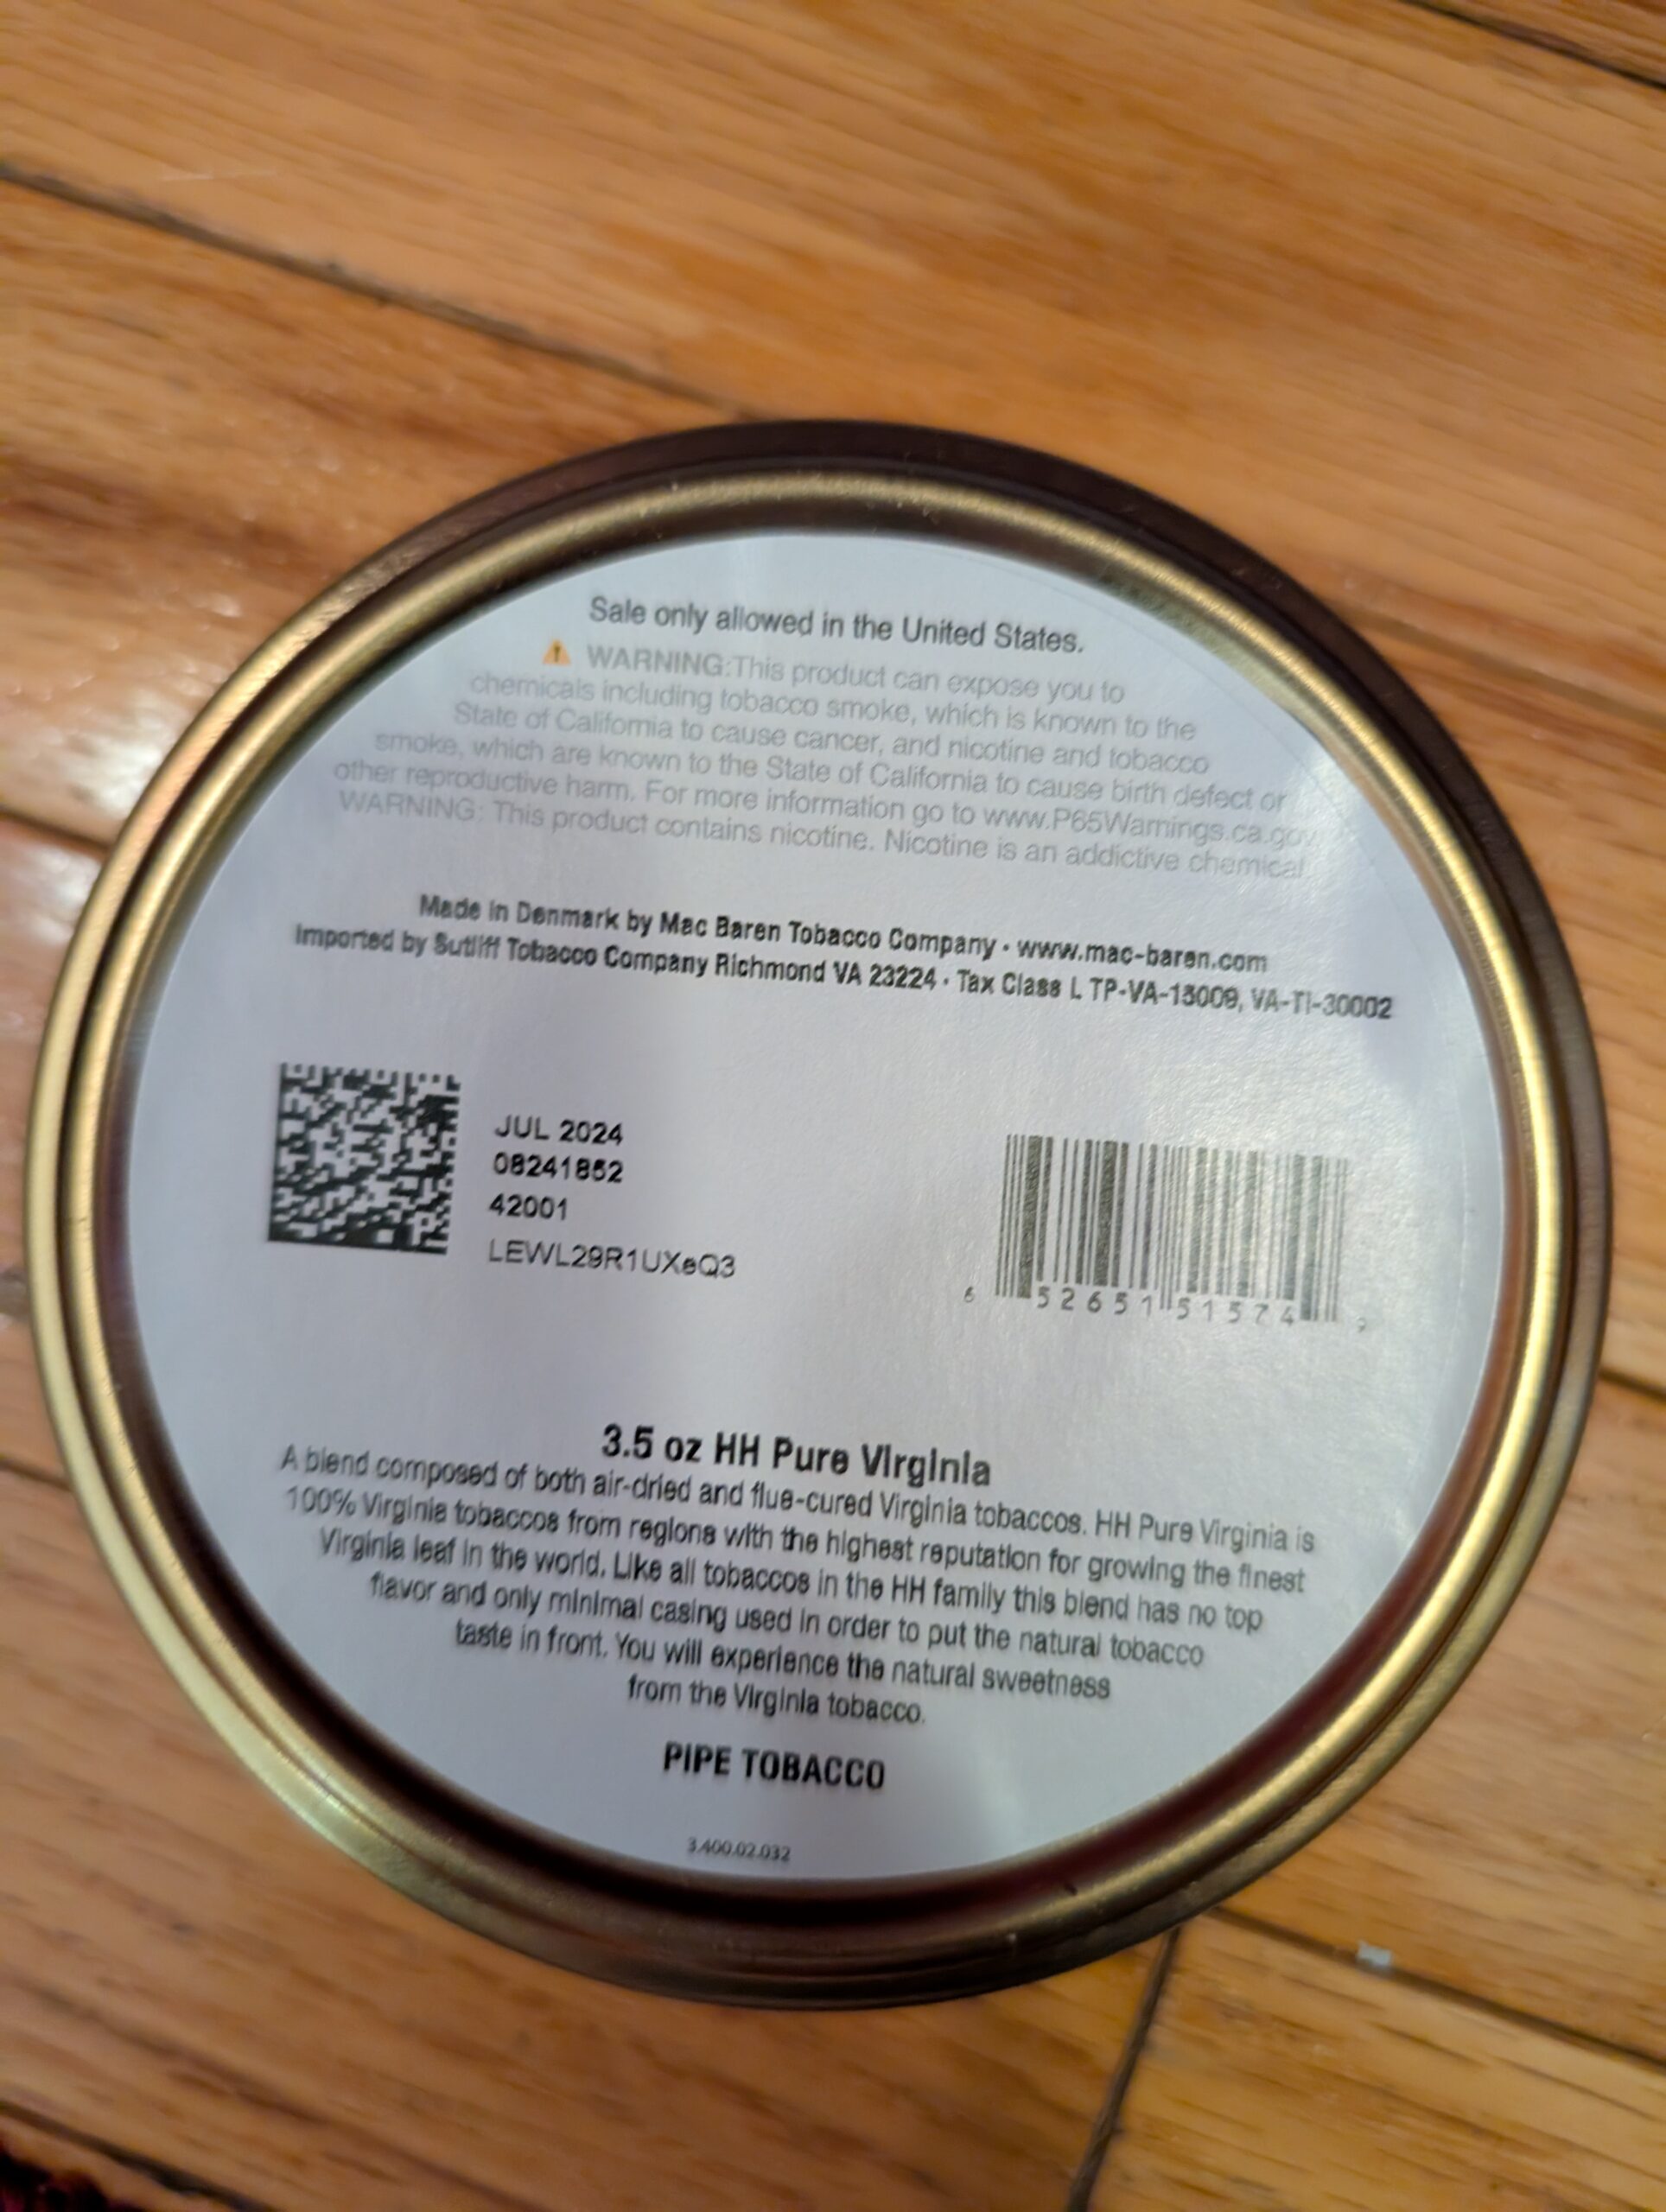 Sale only allowed in the United States.
⚠ WARNING:This product can expose you to
chemicals including tobacco smoke, which is known to the
State of California to cause cancer, and nicotine and tobacco
smoke, which are known to the State of California to cause birth defect or
other reproductive harm. For more information go to www.P65Warnings.ca.gov
WARNING: This product contains nicotine. Nicotine is an addictive chemical.
Made in Denmark by Mac Baren Tobacco Company · www.mac-baren.com
Imported by Sutliff Tobacco Company Richmond VA 23224 · Tax Class L TP-VA-15009, VA-TI-30002
JUL 2024
08241852
42001
LEWL29R1UXeQ3
6 52651 51574 9
3.5 oz HH Pure Virginia
A blend composed of both air-dried and flue-cured Virginia tobaccos. HH Pure Virginia is
100% Virginia tobaccos from regions with the highest reputation for growing the finest
Virginia leaf in the world. Like all tobaccos in the HH family this blend has no top
flavor and only minimal casing used in order to put the natural tobacco
taste in front. You will experience the natural sweetness
from the Virginia tobacco.
PIPE TOBACCO
3.400.02.032